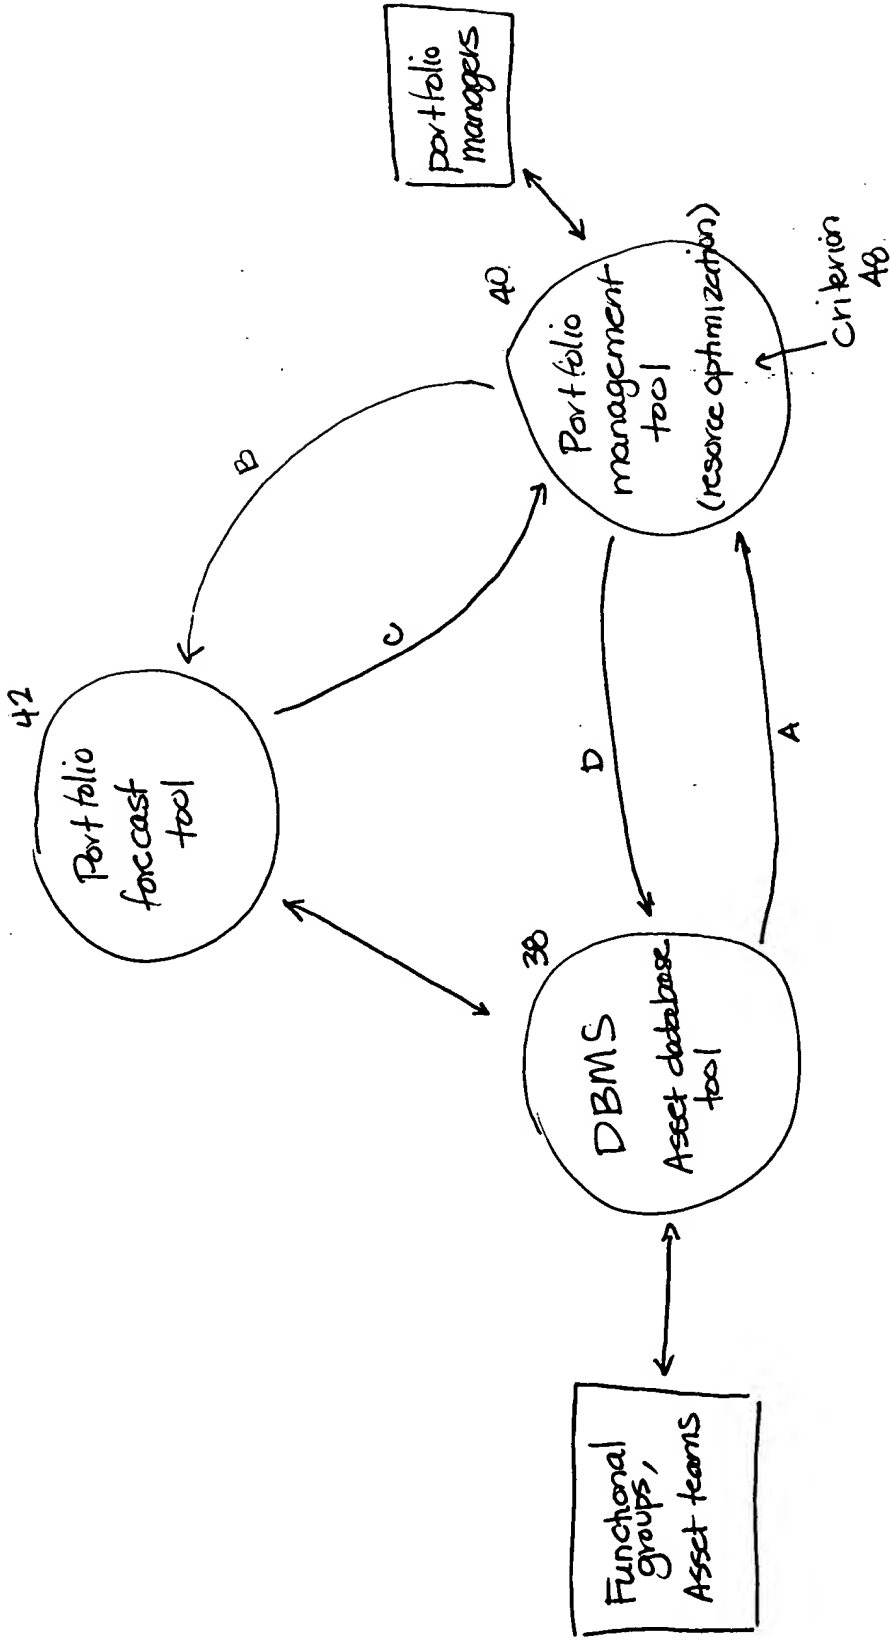 42
Portfolio
forecast
tool
B
C
portfolio
managers
40
Portfolio
management
tool
(resorce optimization)
Criterion
48
D
A
38
DBMS
Asset database
tool
Functional
groups,
Asset teams